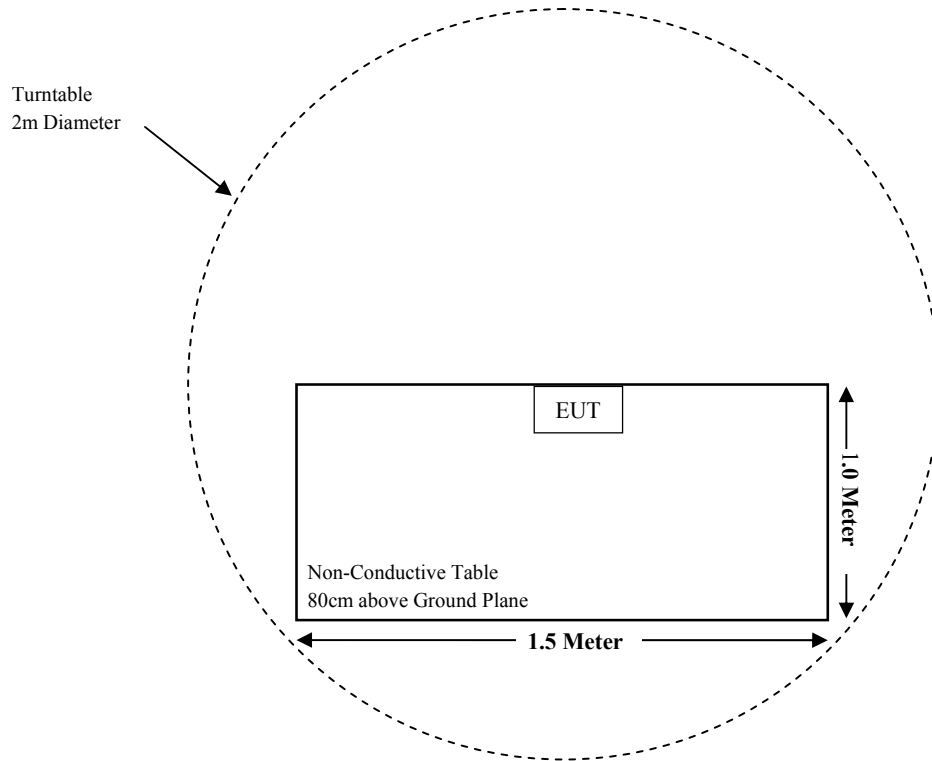 Turntable
2m Diameter
EUT
1.0 Meter
Non-Conductive Table
80cm above Ground Plane
1.5 Meter